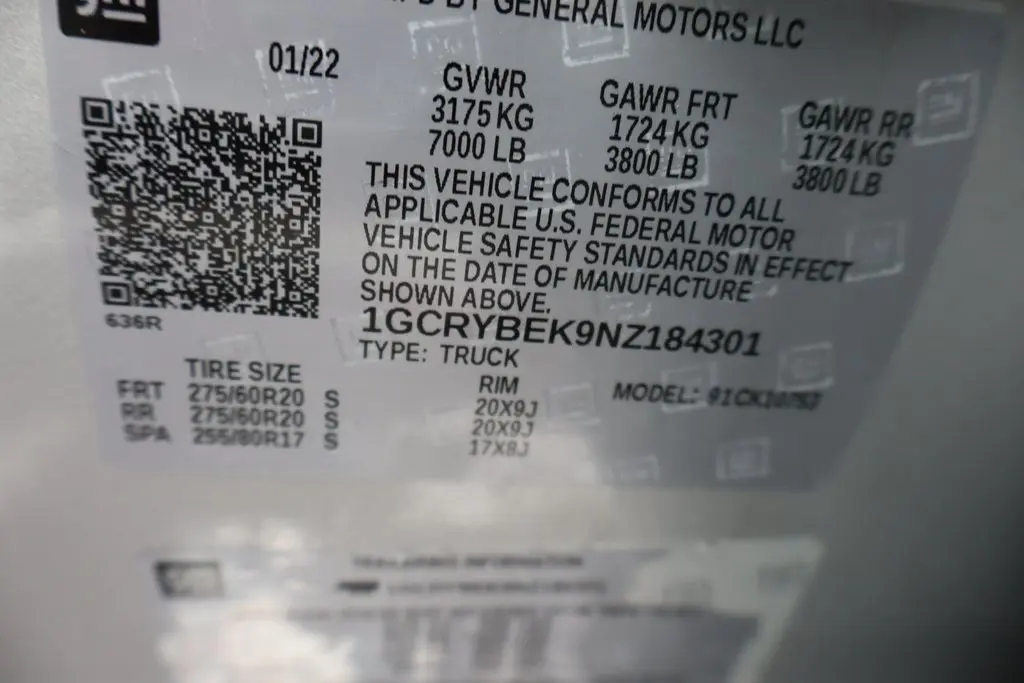 gm
BY GENERAL MOTORS LLC
01/22
GVWR GAWR FRT GAWR RR
3175 KG 1724 KG 1724 KG
7000 LB 3800 LB 3800 LB
THIS VEHICLE CONFORMS TO ALL
APPLICABLE U.S. FEDERAL MOTOR
VEHICLE SAFETY STANDARDS IN EFFECT
ON THE DATE OF MANUFACTURE
SHOWN ABOVE.
1GCRYBEK9NZ184301
636R
TYPE: TRUCK
TIRE SIZE RIM MODEL:
FRT 275/60R20 S 20X9J
RR 275/60R20 S 20X9J
SPA 255/80R17 S 17X8J